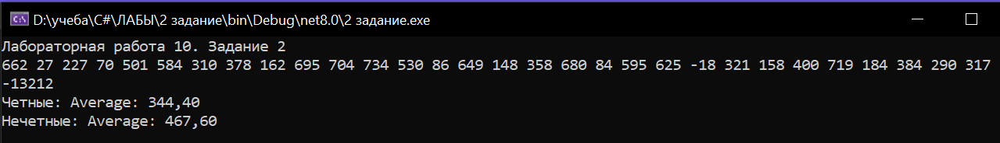 D:\учеба\C#\ЛАБЫ\2 задание\bin\Debug\net8.0\2 задание.exe
Лабораторная работа 10. Задание 2
662 27 227 70 501 584 310 378 162 695 704 734 530 86 649 148 358 680 84 595 625 -18 321 158 400 719 184 384 290 317
-13212
Четные: Average: 344,40
Нечетные: Average: 467,60